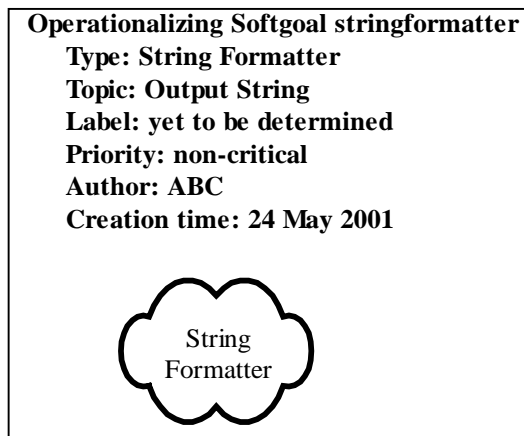 Operationalizing Softgoal stringformatter
Type: String Formatter
Topic: Output String
Label: yet to be determined
Priority: non-critical
Author: ABC
Creation time: 24 May 2001
String
Formatter